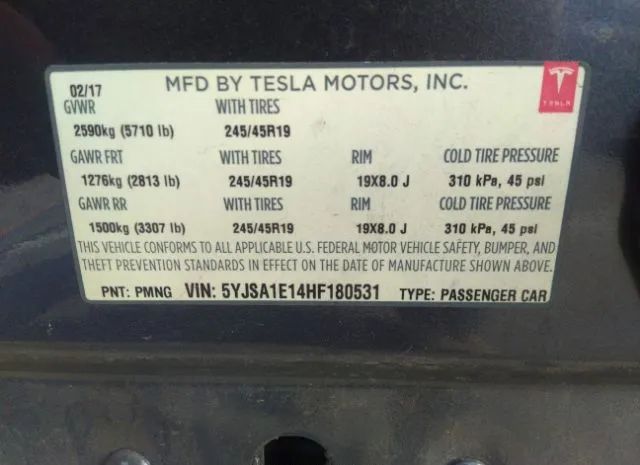 02/17 MFD BY TESLA MOTORS, INC.
TESLA
GVWR WITH TIRES
2590kg (5710 lb) 245/45R19
GAWR FRT WITH TIRES RIM COLD TIRE PRESSURE
1276kg (2813 lb) 245/45R19 19X8.0 J 310 kPa, 45 psi
GAWR RR WITH TIRES RIM COLD TIRE PRESSURE
1500kg (3307 lb) 245/45R19 19X8.0 J 310 kPa, 45 psi
THIS VEHICLE CONFORMS TO ALL APPLICABLE U.S. FEDERAL MOTOR VEHICLE SAFETY, BUMPER, AND
THEFT PREVENTION STANDARDS IN EFFECT ON THE DATE OF MANUFACTURE SHOWN ABOVE.
PNT: PMNG VIN: 5YJSA1E14HF180531 TYPE: PASSENGER CAR